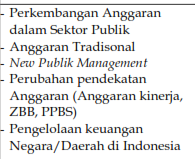 - Perkembangan Anggaran
dalam Sektor Publik
- Anggaran Tradisonal
- New Publik Management
- Perubahan pendekatan
Anggaran (Anggaran kinerja,
ZBB, PPBS)
- Pengelolaan keuangan
Negara/Daerah di Indonesia